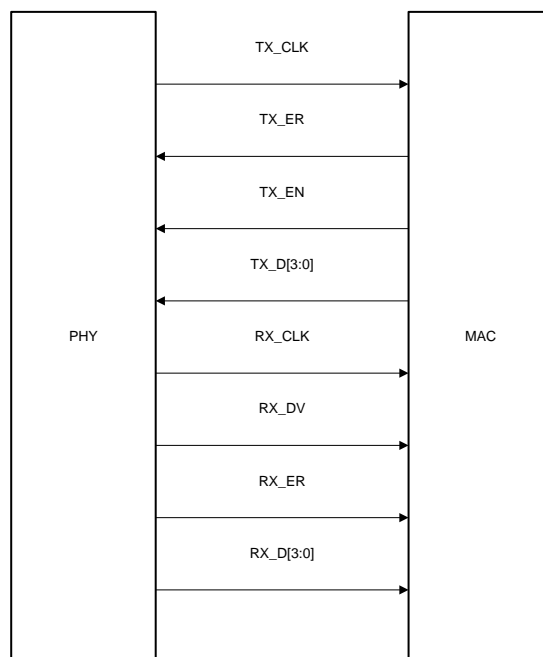 TX_CLK
TX_ER
TX_EN
TX_D[3:0]
PHY
RX_CLK
MAC
RX_DV
RX_ER
RX_D[3:0]